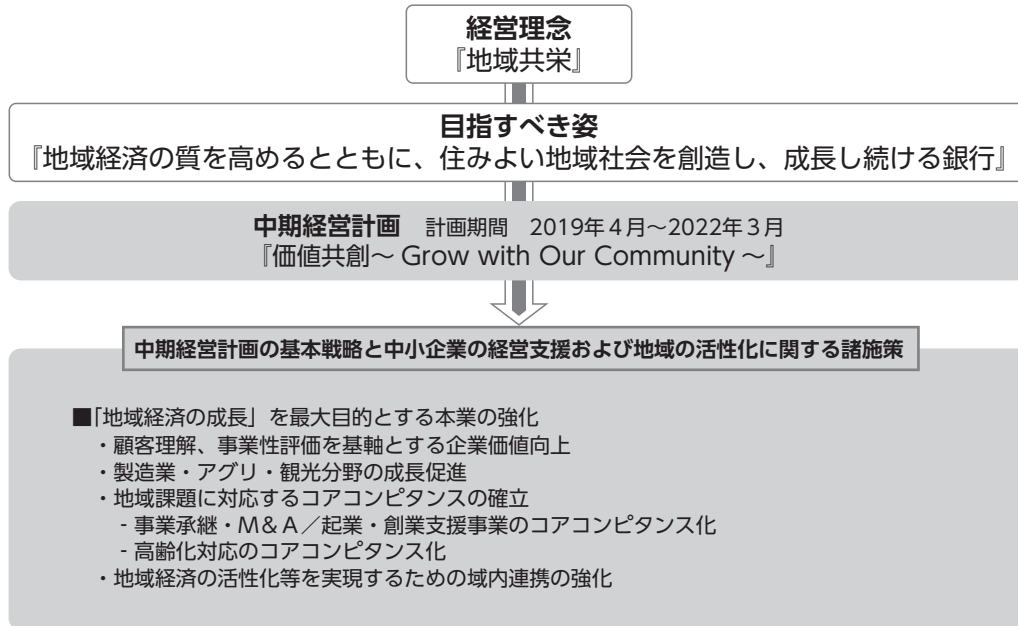 経営理念
『地域共栄』
目指すべき姿
『地域経済の質を高めるとともに、住みよい地域社会を創造し、成長し続ける銀行』
中期経営計画　計画期間　2019年４月～2022年３月
『価値共創～ Grow with Our Community ～』
中期経営計画の基本戦略と中小企業の経営支援および地域の活性化に関する諸施策
■「地域経済の成長」を最大目的とする本業の強化
・顧客理解、事業性評価を基軸とする企業価値向上
・製造業・アグリ・観光分野の成長促進
・地域課題に対応するコアコンピタンスの確立
- 事業承継・Ｍ＆Ａ／起業・創業支援事業のコアコンピタンス化
- 高齢化対応のコアコンピタンス化
・地域経済の活性化等を実現するための域内連携の強化